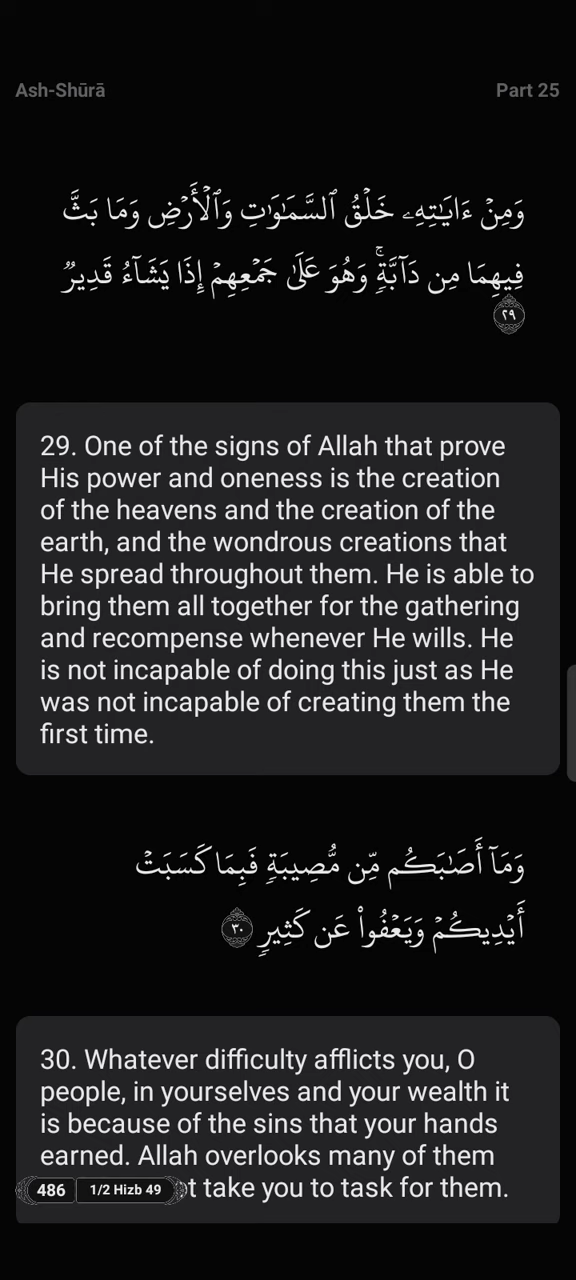 Ash-Shūrā
Part 25
وَمِنْ ءَايَـٰتِهِۦ خَلْقُ ٱلسَّمَـٰوَٰتِ وَٱلْأَرْضِ وَمَا بَثَّ
فِيهِمَا مِن دَآبَّةٍۚ وَهُوَ عَلَىٰ جَمْعِهِمْ إِذَا يَشَآءُ قَدِيرٌ
٢٩
29. One of the signs of Allah that prove
His power and oneness is the creation
of the heavens and the creation of the
earth, and the wondrous creations that
He spread throughout them. He is able to
bring them all together for the gathering
and recompense whenever He wills. He
is not incapable of doing this just as He
was not incapable of creating them the
first time.
وَمَآ أَصَـٰبَكُم مِّن مُّصِيبَةٍ فَبِمَا كَسَبَتْ
أَيْدِيكُمْ وَيَعْفُوا۟ عَن كَثِيرٍ ٣٠
30. Whatever difficulty afflicts you, O
people, in yourselves and your wealth it
is because of the sins that your hands
earned. Allah overlooks many of them
take you to task for them.
486
1/2 Hizb 49